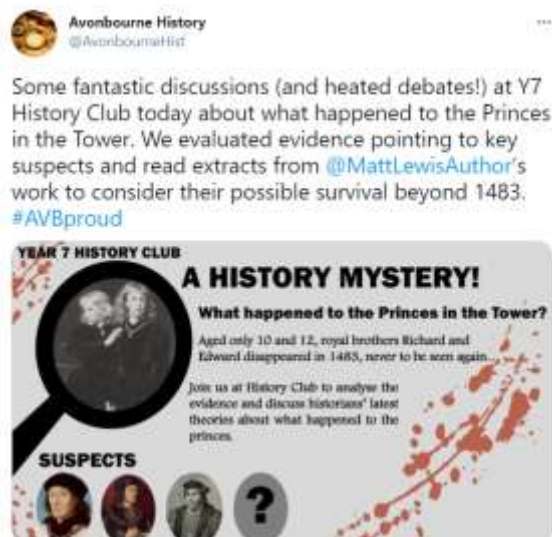 Avonbourne History
@AvonbourneHist
Some fantastic discussions (and heated debates!) at Y7
History Club today about what happened to the Princes
in the Tower. We evaluated evidence pointing to key
suspects and read extracts from @MattLewisAuthor's
work to consider their possible survival beyond 1483.
#AVBproud
YEAR 7 HISTORY CLUB
A HISTORY MYSTERY!
What happened to the Princes in the Tower?
Aged only 10 and 12, royal brothers Richard and
Edward disappeared in 1483, never to be seen again...
Join us at History Club to analyse the
evidence and discuss historians' latest
theories about what happened to the
princes.
SUSPECTS
?